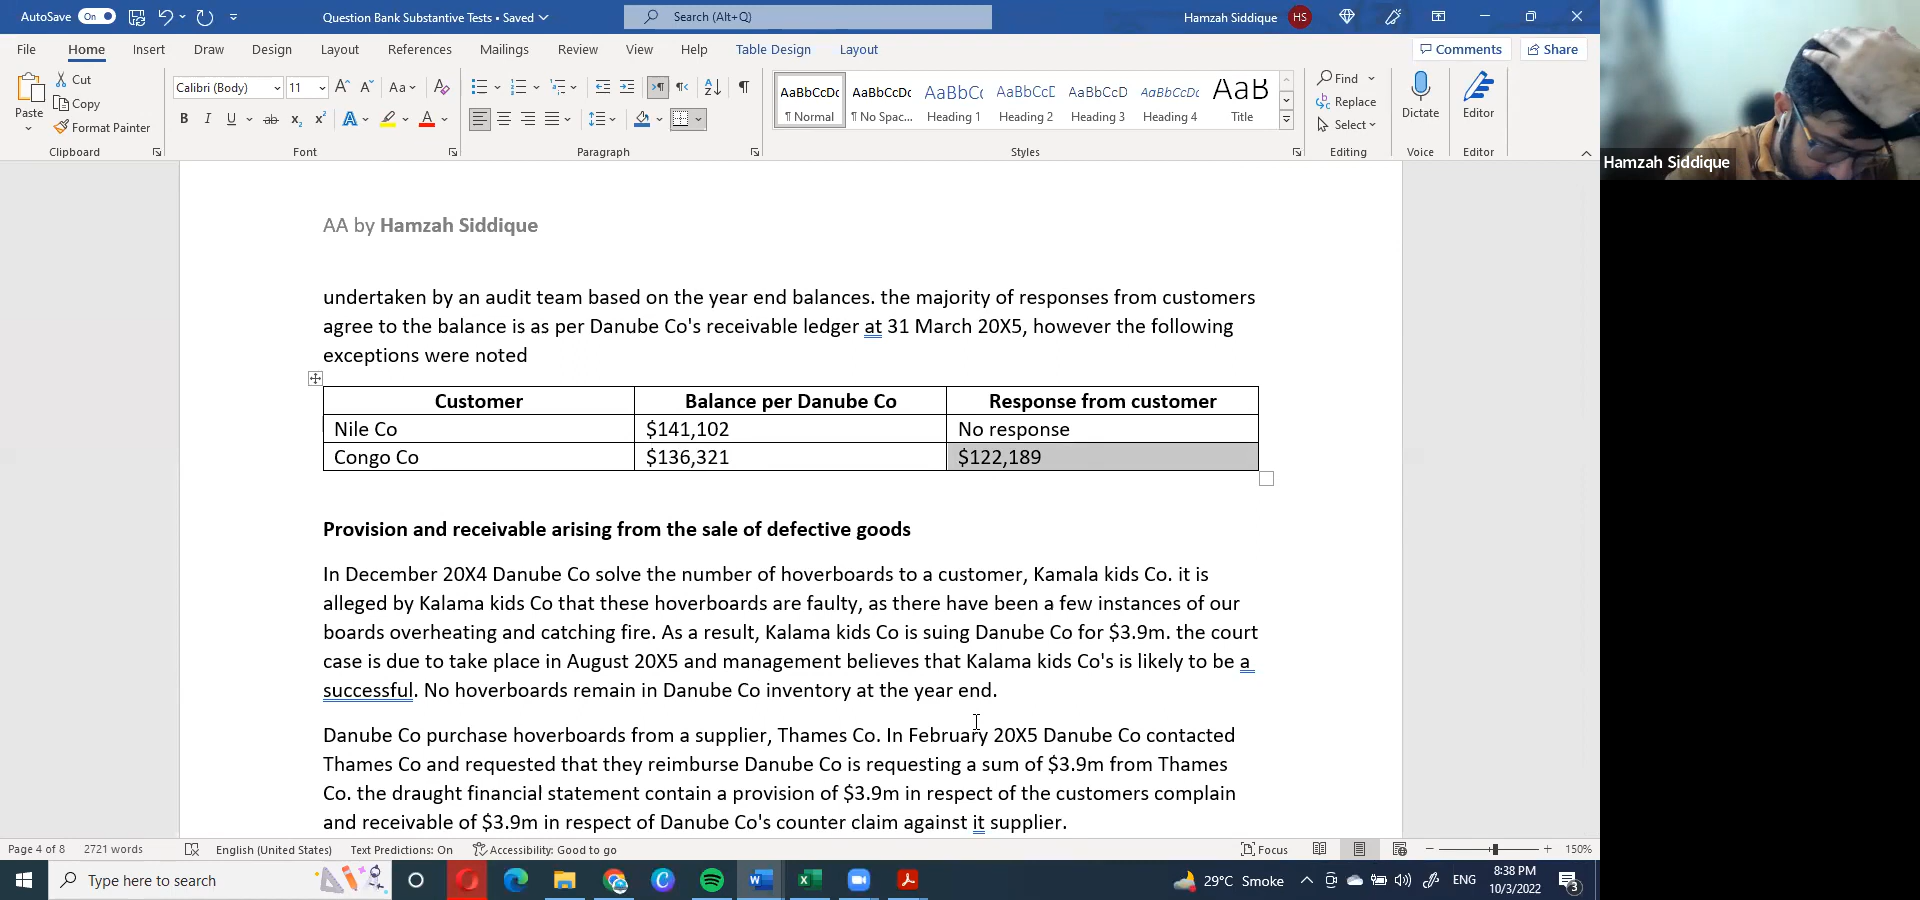 AutoSave On Question Bank Substantive Tests • Saved Search (Alt+Q) Hamzah Siddique HS
File Home Insert Draw Design Layout References Mailings Review View Help Table Design Layout Comments Share
Paste Cut Copy Format Painter
Calibri (Body) 11 Aa
B I U ab x₂ x² A A
AaBbCcDc AaBbCcDc AaBbC AaBbCcD AaBbCcD AaBbCcDc AaB
¶ Normal ¶ No Spac... Heading 1 Heading 2 Heading 3 Heading 4 Title
Find Replace Select Dictate Editor
Clipboard Font Paragraph Styles Editing Voice Editor
Hamzah Siddique
AA by Hamzah Siddique
undertaken by an audit team based on the year end balances. the majority of responses from customers
agree to the balance is as per Danube Co's receivable ledger at 31 March 20X5, however the following
exceptions were noted
Customer Balance per Danube Co Response from customer
Nile Co $141,102 No response
Congo Co $136,321 $122,189
Provision and receivable arising from the sale of defective goods
In December 20X4 Danube Co solve the number of hoverboards to a customer, Kamala kids Co. it is
alleged by Kalama kids Co that these hoverboards are faulty, as there have been a few instances of our
boards overheating and catching fire. As a result, Kalama kids Co is suing Danube Co for $3.9m. the court
case is due to take place in August 20X5 and management believes that Kalama kids Co's is likely to be a
successful. No hoverboards remain in Danube Co inventory at the year end.
Danube Co purchase hoverboards from a supplier, Thames Co. In February 20X5 Danube Co contacted
Thames Co and requested that they reimburse Danube Co is requesting a sum of $3.9m from Thames
Co. the draught financial statement contain a provision of $3.9m in respect of the customers complain
and receivable of $3.9m in respect of Danube Co's counter claim against it supplier.
Page 4 of 8 2721 words English (United States) Text Predictions: On Accessibility: Good to go Focus 150%
Type here to search 29°C Smoke ENG 8:38 PM
10/3/2022 3